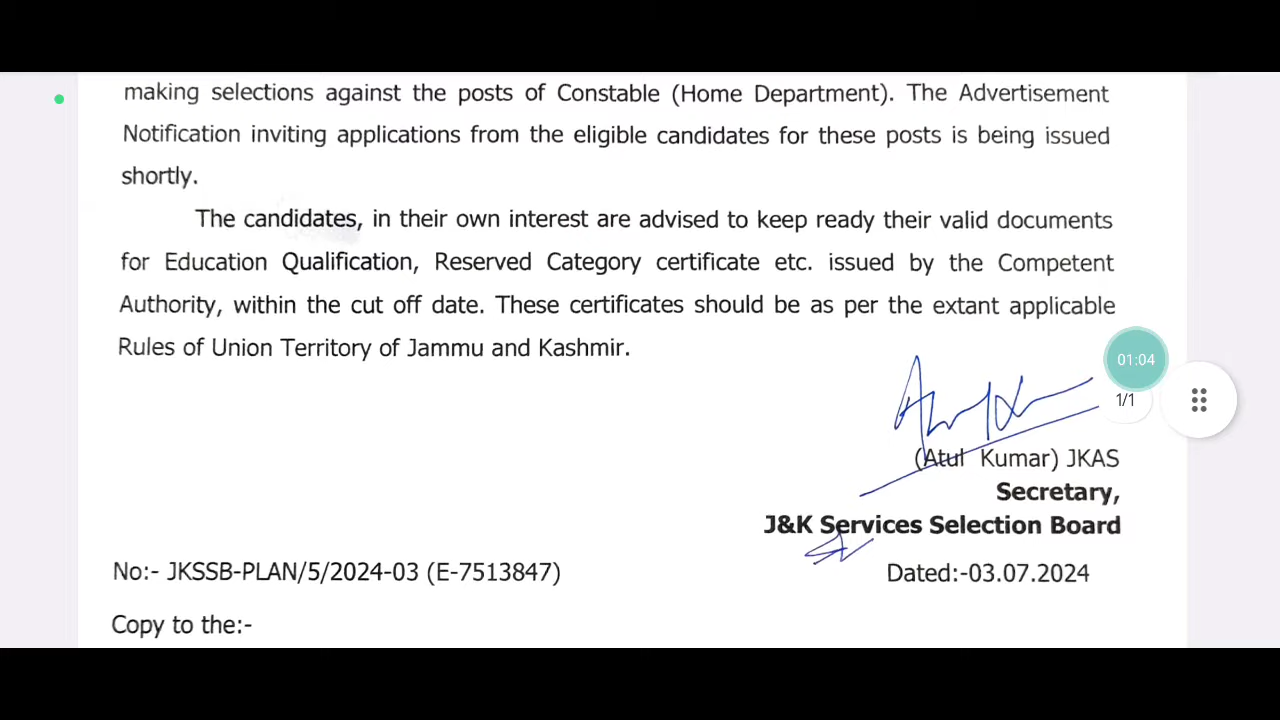 making selections against the posts of Constable (Home Department). The Advertisement
Notification inviting applications from the eligible candidates for these posts is being issued
shortly.
The candidates, in their own interest are advised to keep ready their valid documents
for Education Qualification, Reserved Category certificate etc. issued by the Competent
Authority, within the cut off date. These certificates should be as per the extant applicable
Rules of Union Territory of Jammu and Kashmir.
01:04
1/1
(Atul Kumar) JKAS
Secretary,
J&K Services Selection Board
No:- JKSSB-PLAN/5/2024-03 (E-7513847)
Dated:-03.07.2024
Copy to the:-